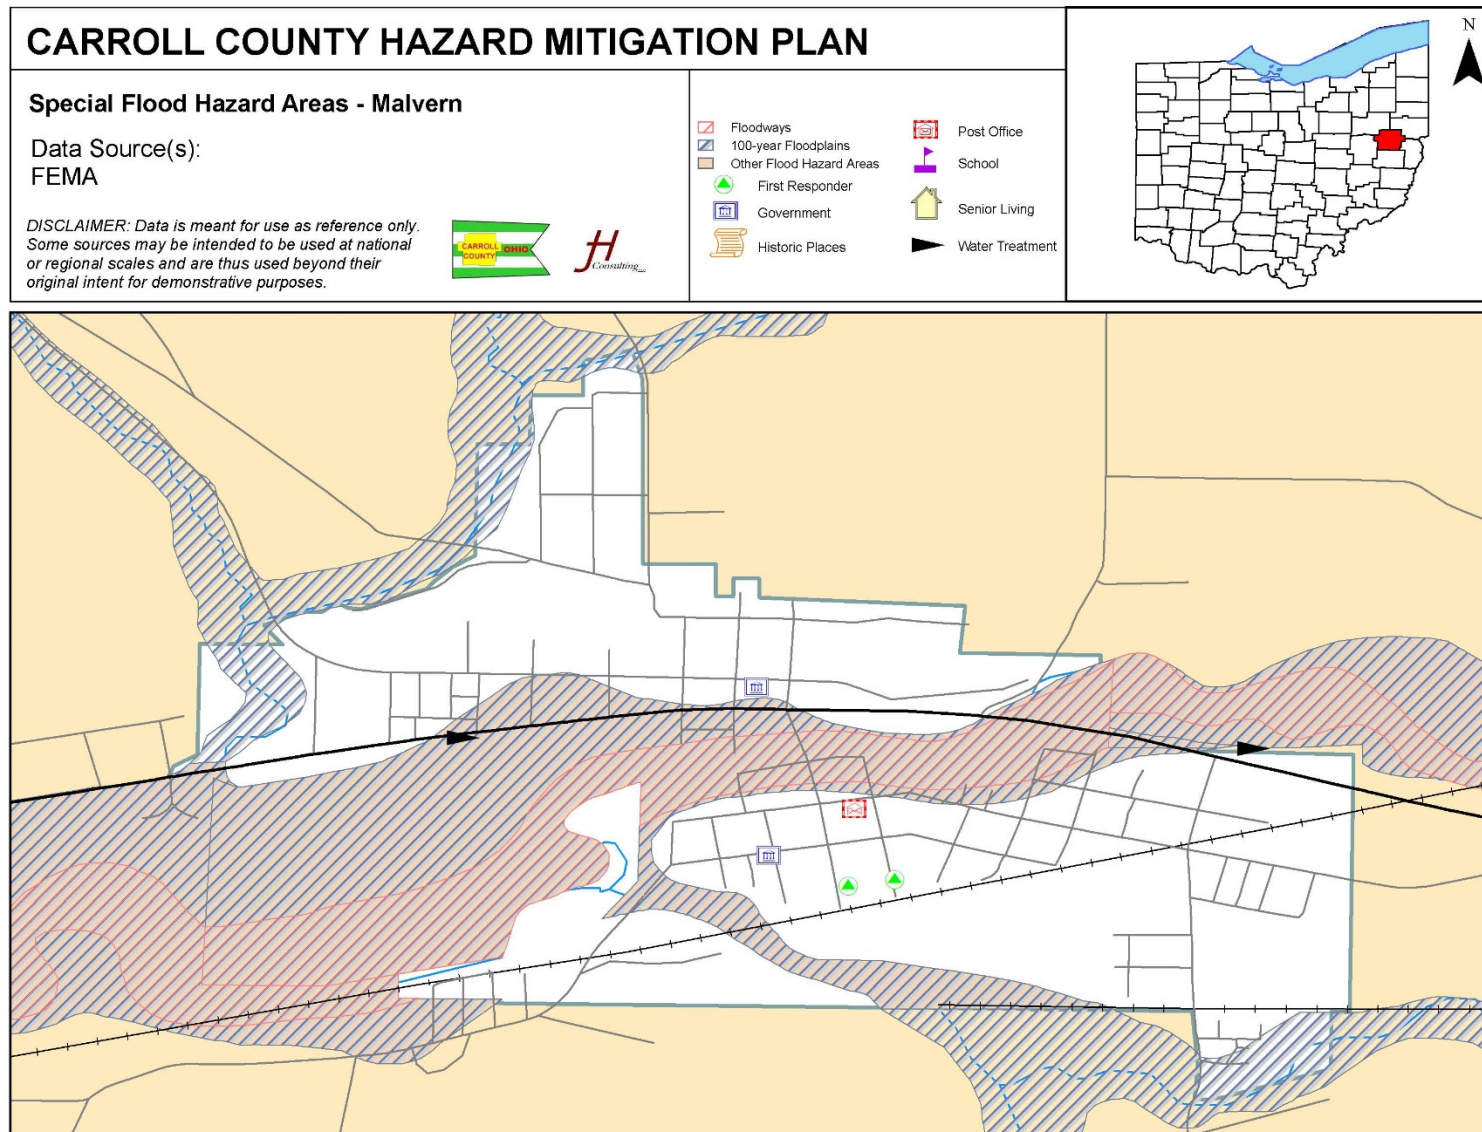 CARROLL COUNTY HAZARD MITIGATION PLAN
Special Flood Hazard Areas - Malvern
Data Source(s):
FEMA
DISCLAIMER: Data is meant for use as reference only.
Some sources may be intended to be used at national
or regional scales and are thus used beyond their
original intent for demonstrative purposes.
CARROLL
COUNTY
OHIO
JH
Consulting, LLC
Floodways
100-year Floodplains
Other Flood Hazard Areas
First Responder
Government
Historic Places
Post Office
School
Senior Living
Water Treatment
N